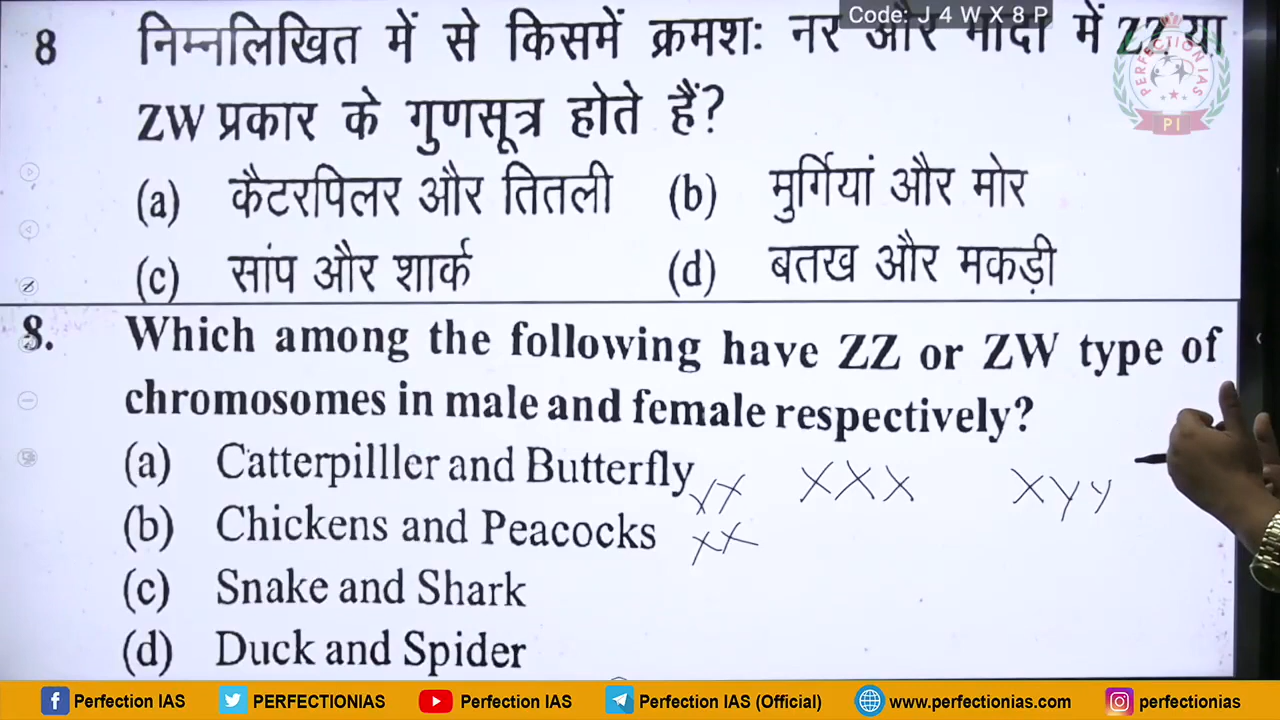 Code: J 4 W X 8 P
8 निम्नलिखित में से किसमें क्रमशः नर और मादा में ZZ या
ZW प्रकार के गुणसूत्र होते हैं?
(a) कैटरपिलर और तितली (b) मुर्गियां और मोर
(c) सांप और शार्क (d) बतख और मकड़ी
8. Which among the following have ZZ or ZW type of
chromosomes in male and female respectively?
(a) Catterpilller and Butterfly
XX XXX XYY
(b) Chickens and Peacocks XX
(c) Snake and Shark
(d) Duck and Spider
PERFECTION IAS
PI
Perfection IAS PERFECTIONIAS Perfection IAS Perfection IAS (Official) www.perfectionias.com perfectionias